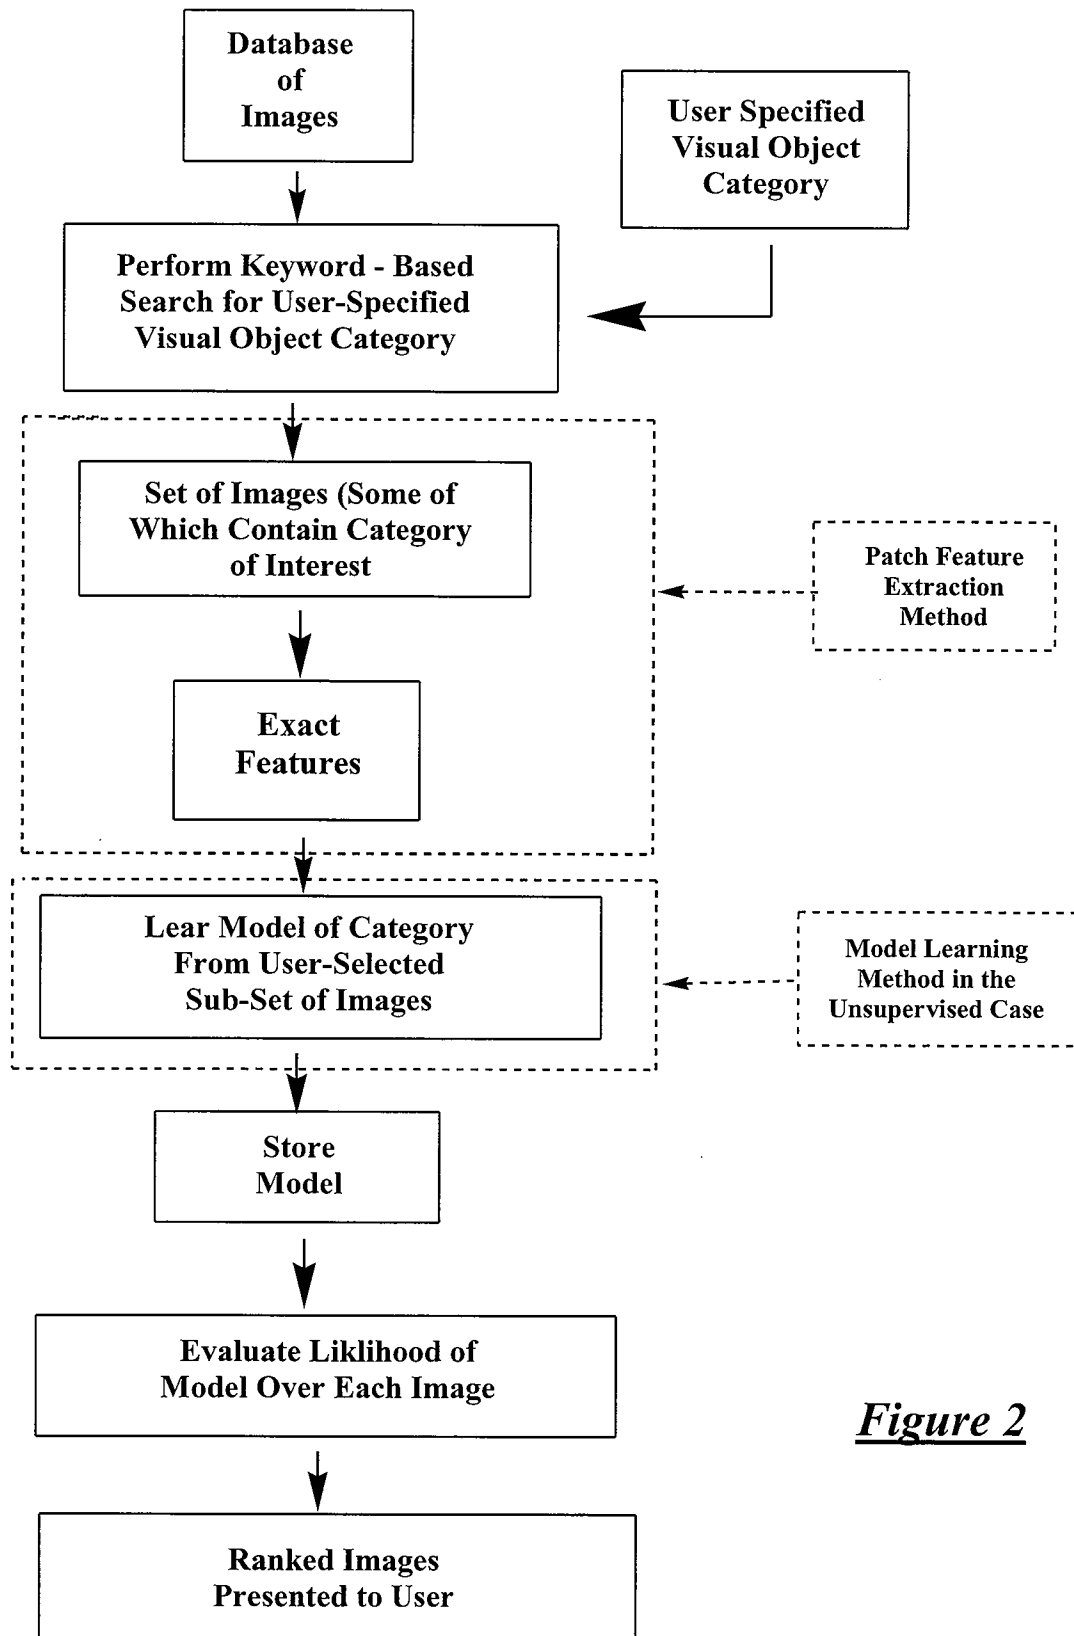 Database
of
Images
User Specified
Visual Object
Category
Perform Keyword - Based
Search for User-Specified
Visual Object Category
Set of Images (Some of
Which Contain Category
of Interest
Patch Feature
Extraction
Method
Exact
Features
Lear Model of Category
From User-Selected
Sub-Set of Images
Model Learning
Method in the
Unsupervised Case
Store
Model
Evaluate Liklihood of
Model Over Each Image
Figure 2
Ranked Images
Presented to User